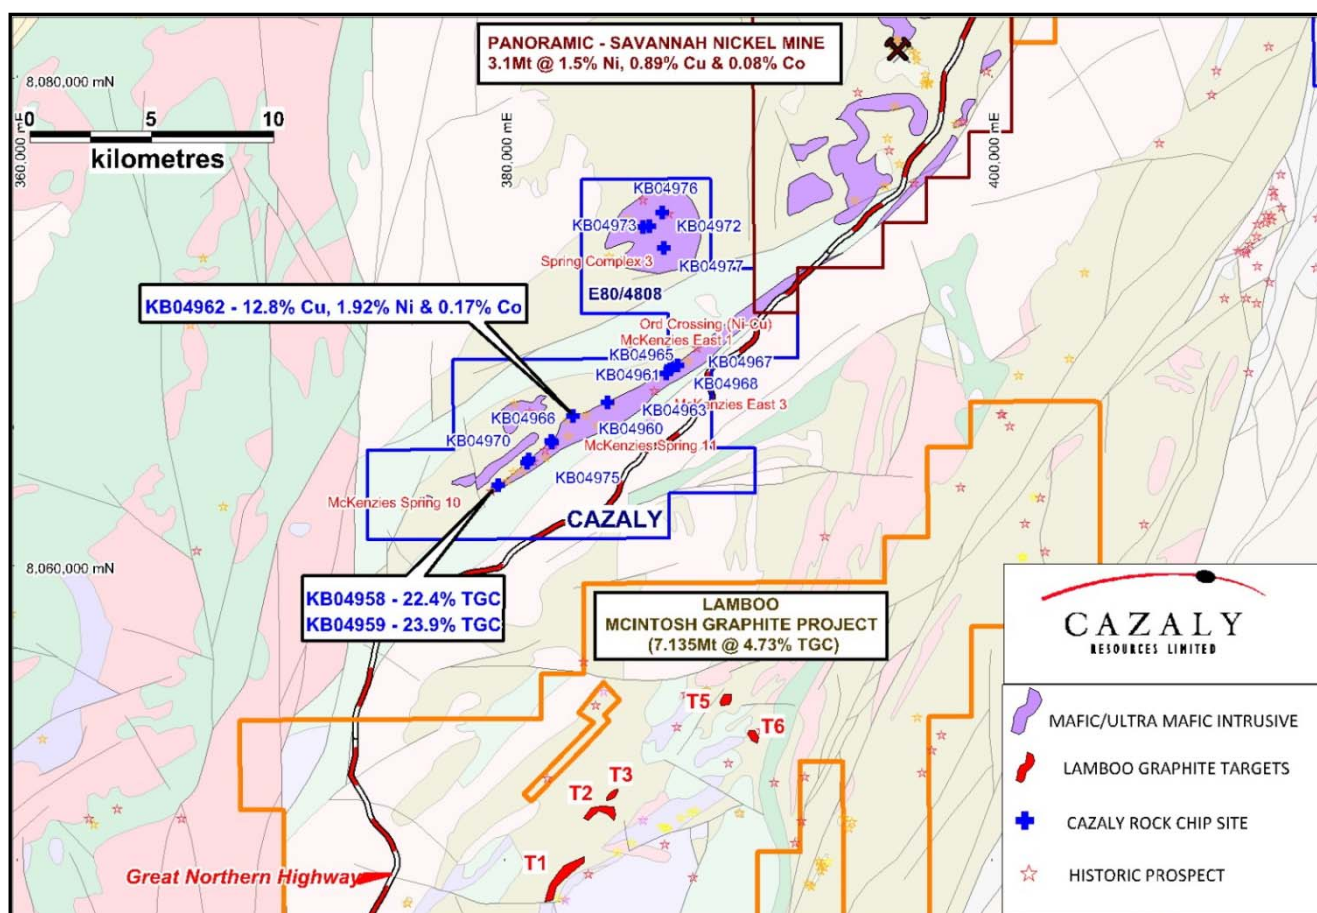 PANORAMIC - SAVANNAH NICKEL MINE
3.1Mt @ 1.5% Ni, 0.89% Cu & 0.08% Co
8,080,000 mN
0 5 10
kilometres
360,000 mE
380,000 mE
400,000 mE
KB04976
KB04973
KB04972
Spring Complex 3
KB04977
E80/4808
KB04962 - 12.8% Cu, 1.92% Ni & 0.17% Co
Ord Crossing (Ni-Cu)
McKenzies East 1
KB04965
KB04967
KB04961
KB04968
McKenzies East 3
KB04966
KB04963
KB04960
KB04970
McKenzies Spring 11
KB04975
McKenzies Spring 10
CAZALY
8,060,000 mN
KB04958 - 22.4% TGC
KB04959 - 23.9% TGC
LAMBOO
MCINTOSH GRAPHITE PROJECT
(7.135Mt @ 4.73% TGC)
CAZALY
RESOURCES LIMITED
T5
T6
T3
T2
T1
Great Northern Highway
MAFIC/ULTRA MAFIC INTRUSIVE
LAMBOO GRAPHITE TARGETS
CAZALY ROCK CHIP SITE
HISTORIC PROSPECT